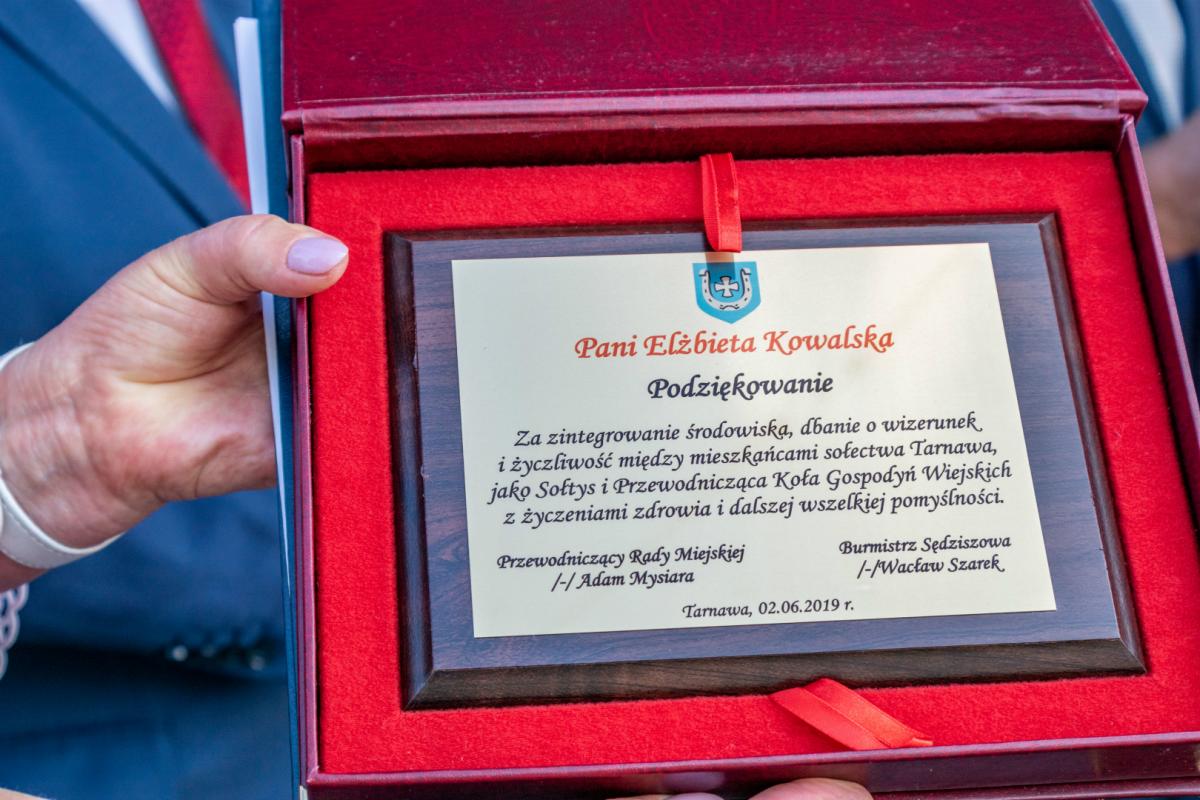 Pani Elżbieta Kowalska
Podziękowanie
Za zintegrowanie środowiska, dbanie o wizerunek
i życzliwość między mieszkańcami sołectwa Tarnawa,
jako Sołtys i Przewodnicząca Koła Gospodyń Wiejskich
z życzeniami zdrowia i dalszej wszelkiej pomyślności.
Przewodniczący Rady Miejskiej
/-/ Adam Mysiara
Burmistrz Sędziszowa
/-/Wacław Szarek
Tarnawa, 02.06.2019 r.